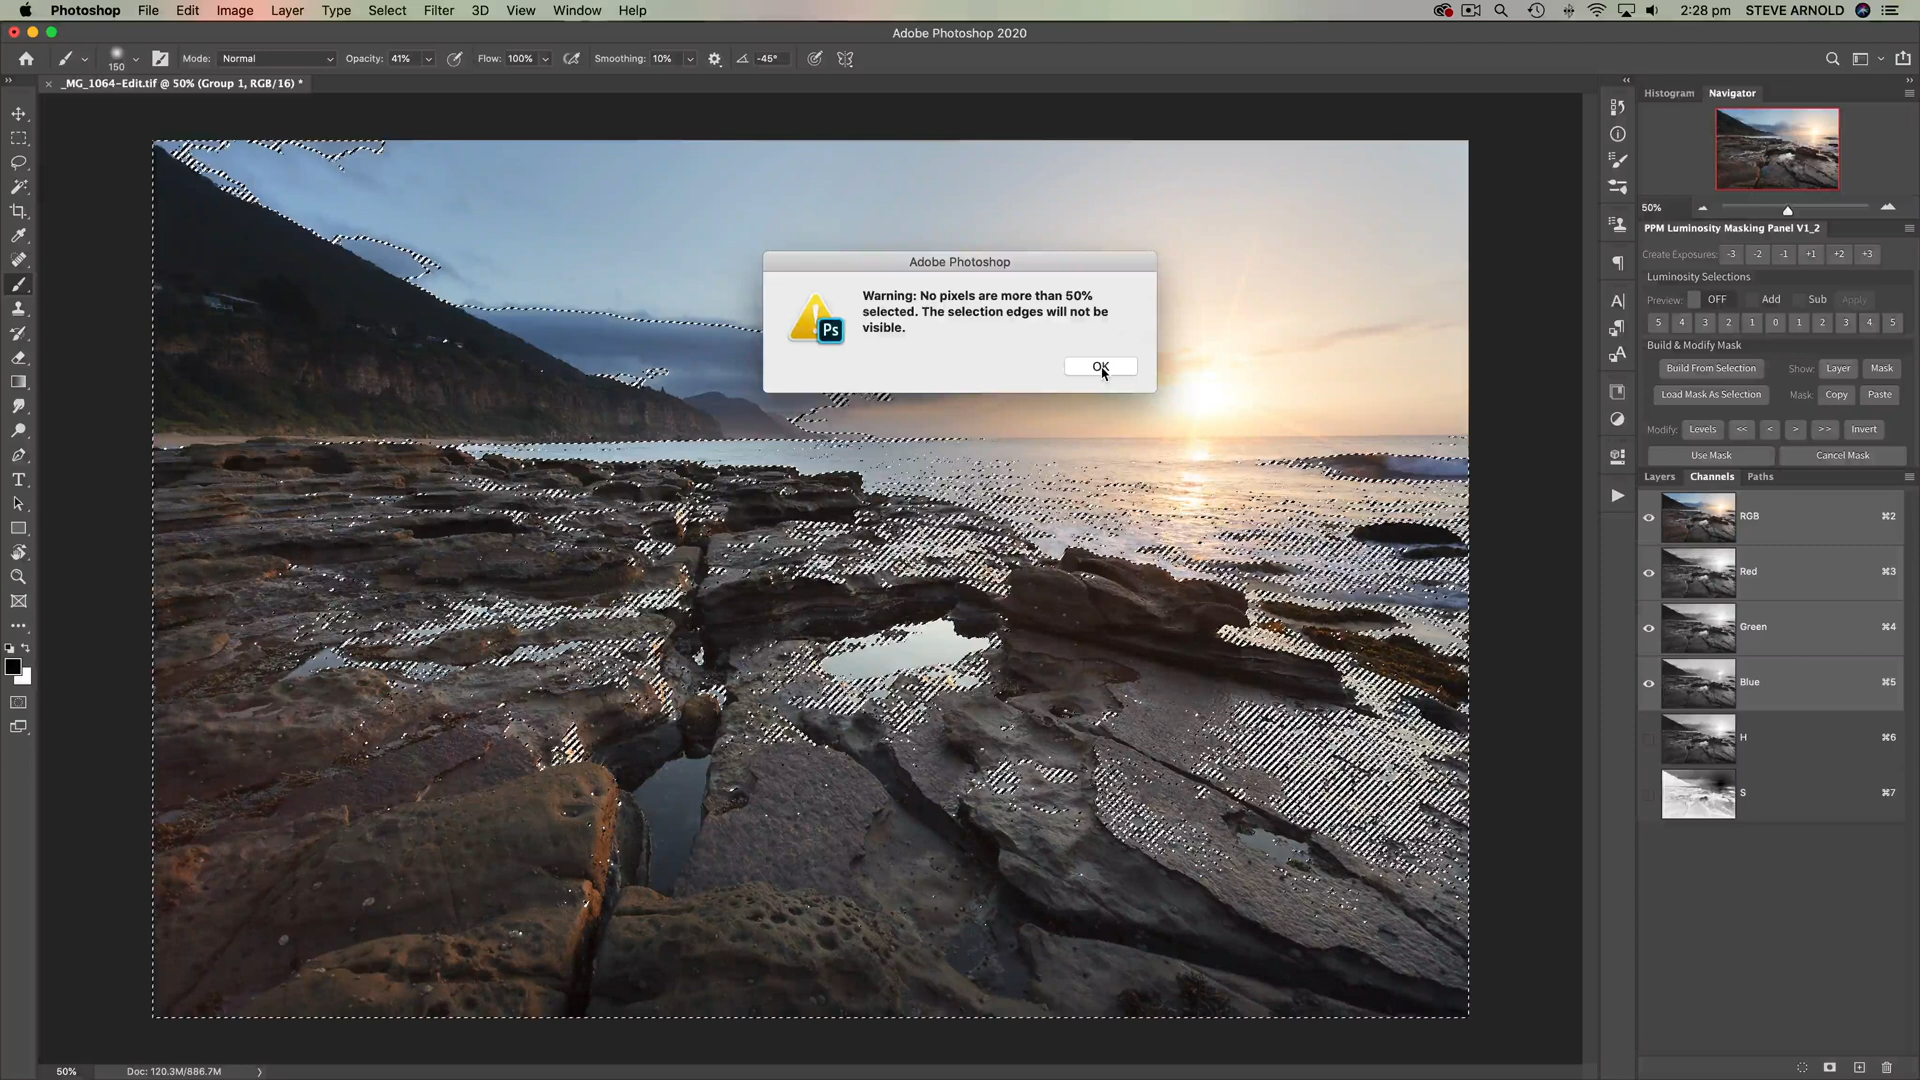 Photoshop File Edit Image Layer Type Select Filter 3D View Window Help 2:28 pm STEVE ARNOLD
Adobe Photoshop 2020
150 Mode: Normal Opacity: 41% Flow: 100% Smoothing: 10% -45°
_MG_1064-Edit.tif @ 50% (Group 1, RGB/16) *
Histogram Navigator
50%
PPM Luminosity Masking Panel V1_2
Create Exposures: -3 -2 -1 +1 +2 +3
Luminosity Selections
Preview: OFF Add Sub Apply
5 4 3 2 1 0 1 2 3 4 5
Build & Modify Mask
Build From Selection Show: Layer Mask
Load Mask As Selection Mask: Copy Paste
Modify: Levels << < > >> Invert
Use Mask Cancel Mask
Layers Channels Paths
RGB ⌘2
Red ⌘3
Green ⌘4
Blue ⌘5
H ⌘6
S ⌘7
Adobe Photoshop
Warning: No pixels are more than 50%
selected. The selection edges will not be
visible.
Ps
OK
50% Doc: 120.3M/886.7M